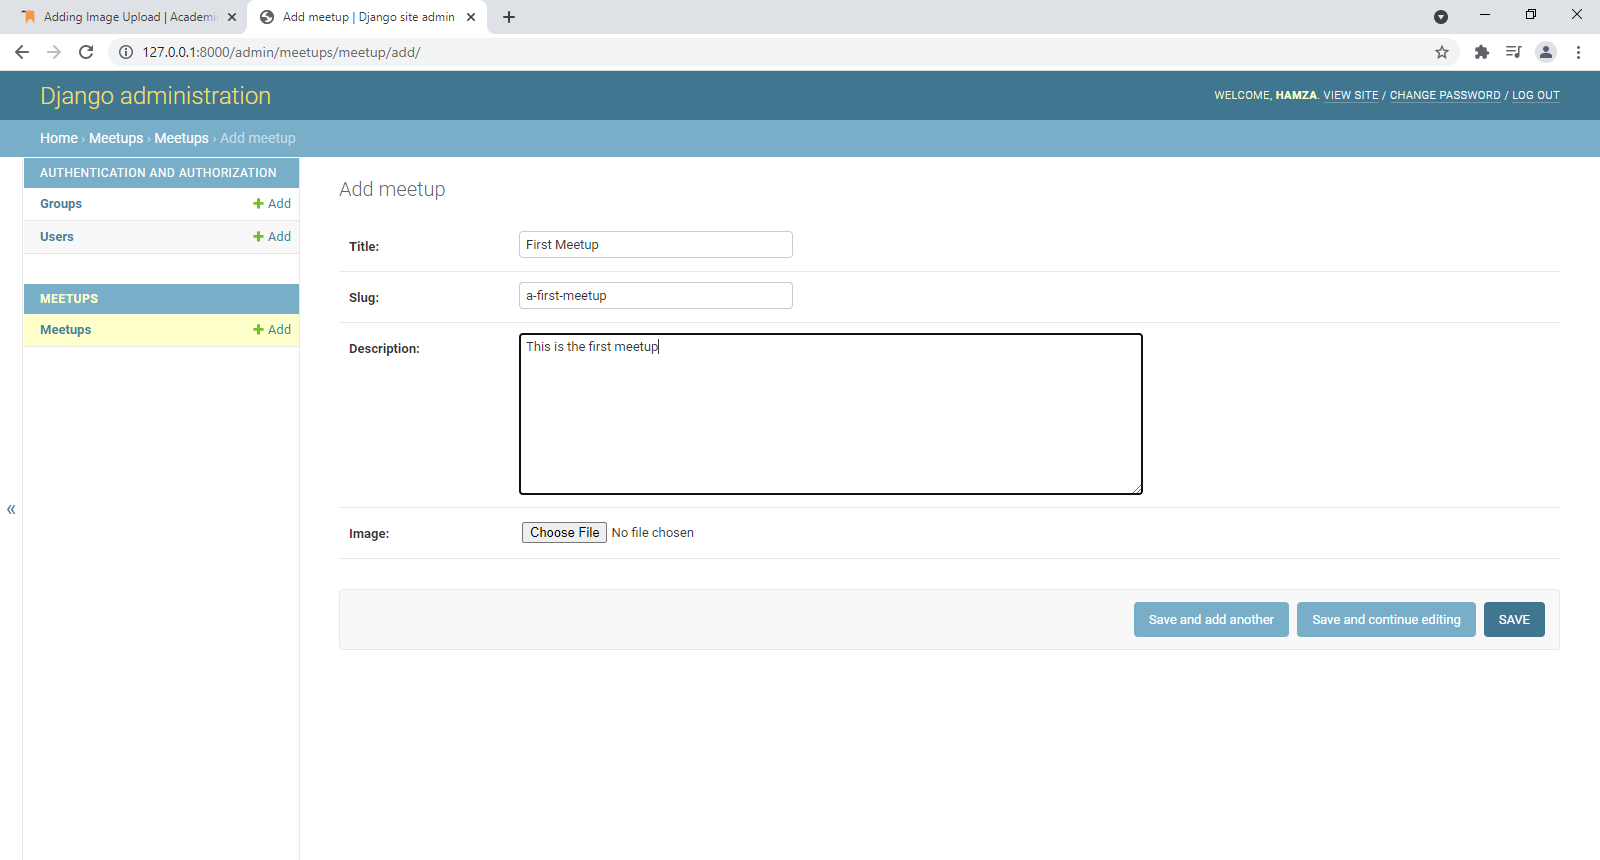 Adding Image Upload | Academi
Add meetup | Django site admin
127.0.0.1:8000/admin/meetups/meetup/add/
Django administration
WELCOME, HAMZA. VIEW SITE / CHANGE PASSWORD / LOG OUT
Home › Meetups › Meetups › Add meetup
AUTHENTICATION AND AUTHORIZATION
Groups + Add
Users + Add
MEETUPS
Meetups + Add
«
Add meetup
Title: First Meetup
Slug: a-first-meetup
Description: This is the first meetup
Image: Choose File No file chosen
Save and add another Save and continue editing SAVE